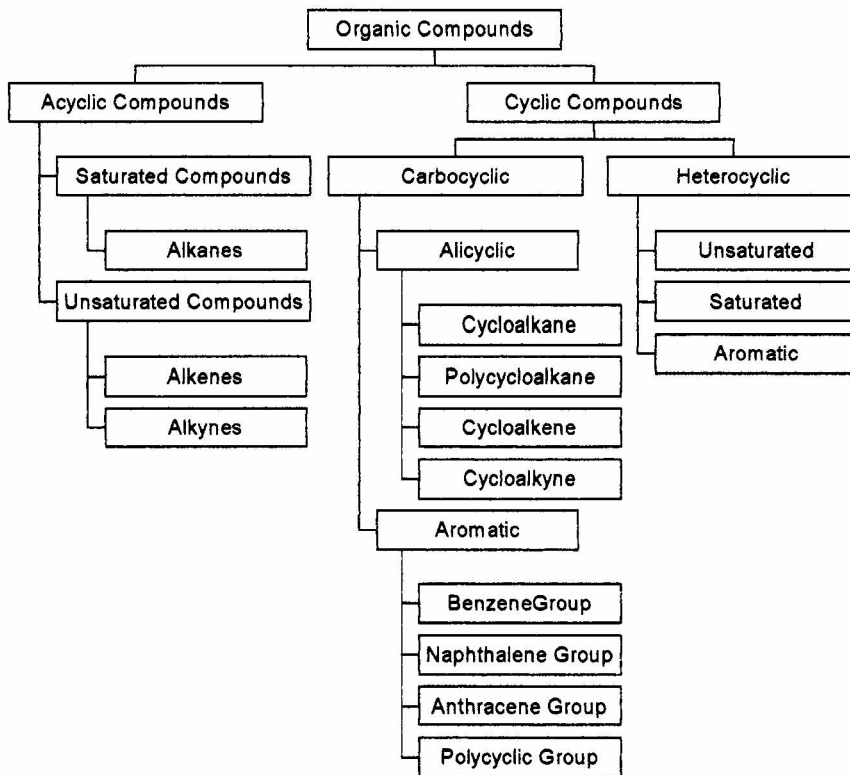 Organic Compounds
Acyclic Compounds
Cyclic Compounds
Saturated Compounds
Carbocyclic
Heterocyclic
Alkanes
Alicyclic
Unsaturated
Unsaturated Compounds
Saturated
Cycloalkane
Aromatic
Alkenes
Polycycloalkane
Alkynes
Cycloalkene
Cycloalkyne
Aromatic
BenzeneGroup
Naphthalene Group
Anthracene Group
Polycyclic Group